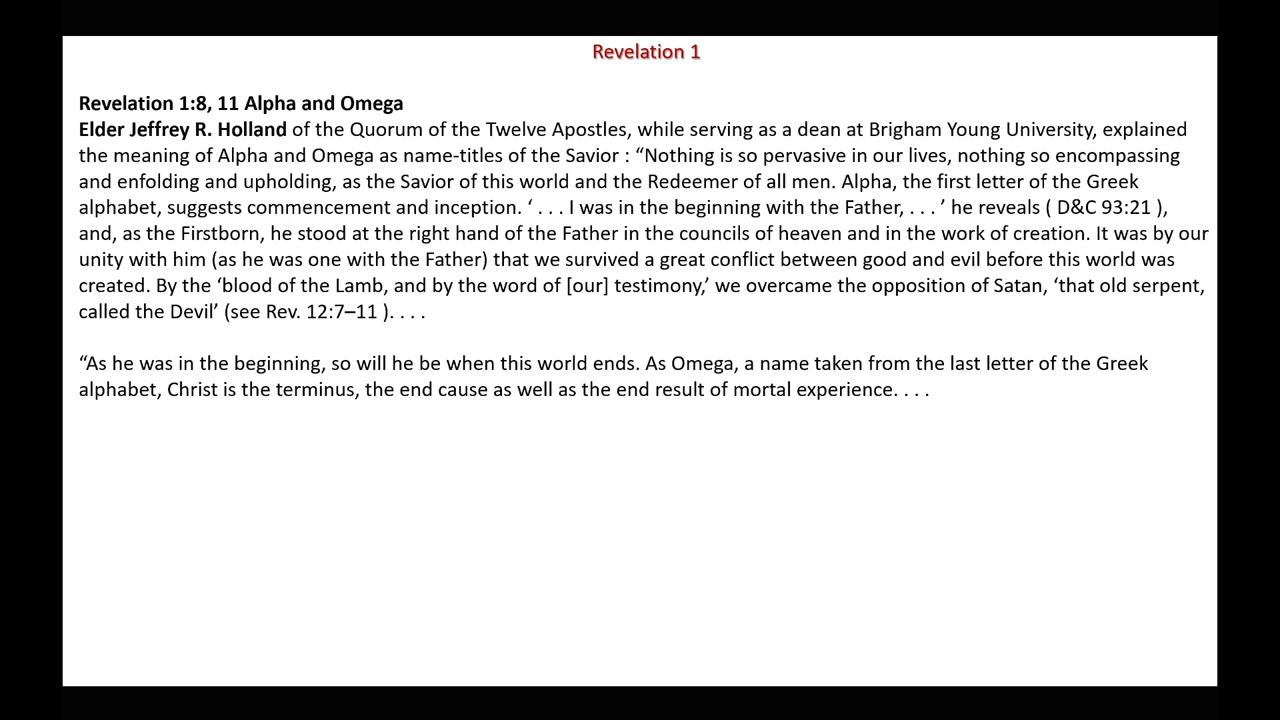 Revelation 1
Revelation 1:8, 11 Alpha and Omega
Elder Jeffrey R. Holland of the Quorum of the Twelve Apostles, while serving as a dean at Brigham Young University, explained
the meaning of Alpha and Omega as name-titles of the Savior : “Nothing is so pervasive in our lives, nothing so encompassing
and enfolding and upholding, as the Savior of this world and the Redeemer of all men. Alpha, the first letter of the Greek
alphabet, suggests commencement and inception. ‘ . . . I was in the beginning with the Father, . . . ’ he reveals ( D&C 93:21 ),
and, as the Firstborn, he stood at the right hand of the Father in the councils of heaven and in the work of creation. It was by our
unity with him (as he was one with the Father) that we survived a great conflict between good and evil before this world was
created. By the ‘blood of the Lamb, and by the word of [our] testimony,’ we overcame the opposition of Satan, ‘that old serpent,
called the Devil’ (see Rev. 12:7–11 ). . . .
“As he was in the beginning, so will he be when this world ends. As Omega, a name taken from the last letter of the Greek
alphabet, Christ is the terminus, the end cause as well as the end result of mortal experience. . . .